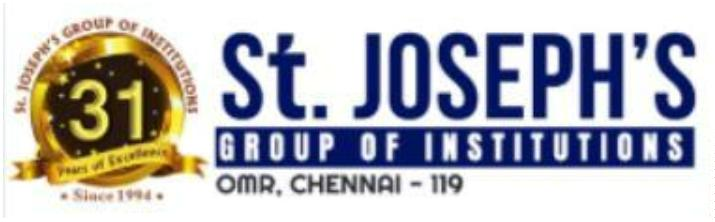 St. JOSEPH'S GROUP OF INSTITUTIONS
31
Years of Excellence
• Since 1994 •
St. JOSEPH'S
GROUP OF INSTITUTIONS
OMR, CHENNAI - 119